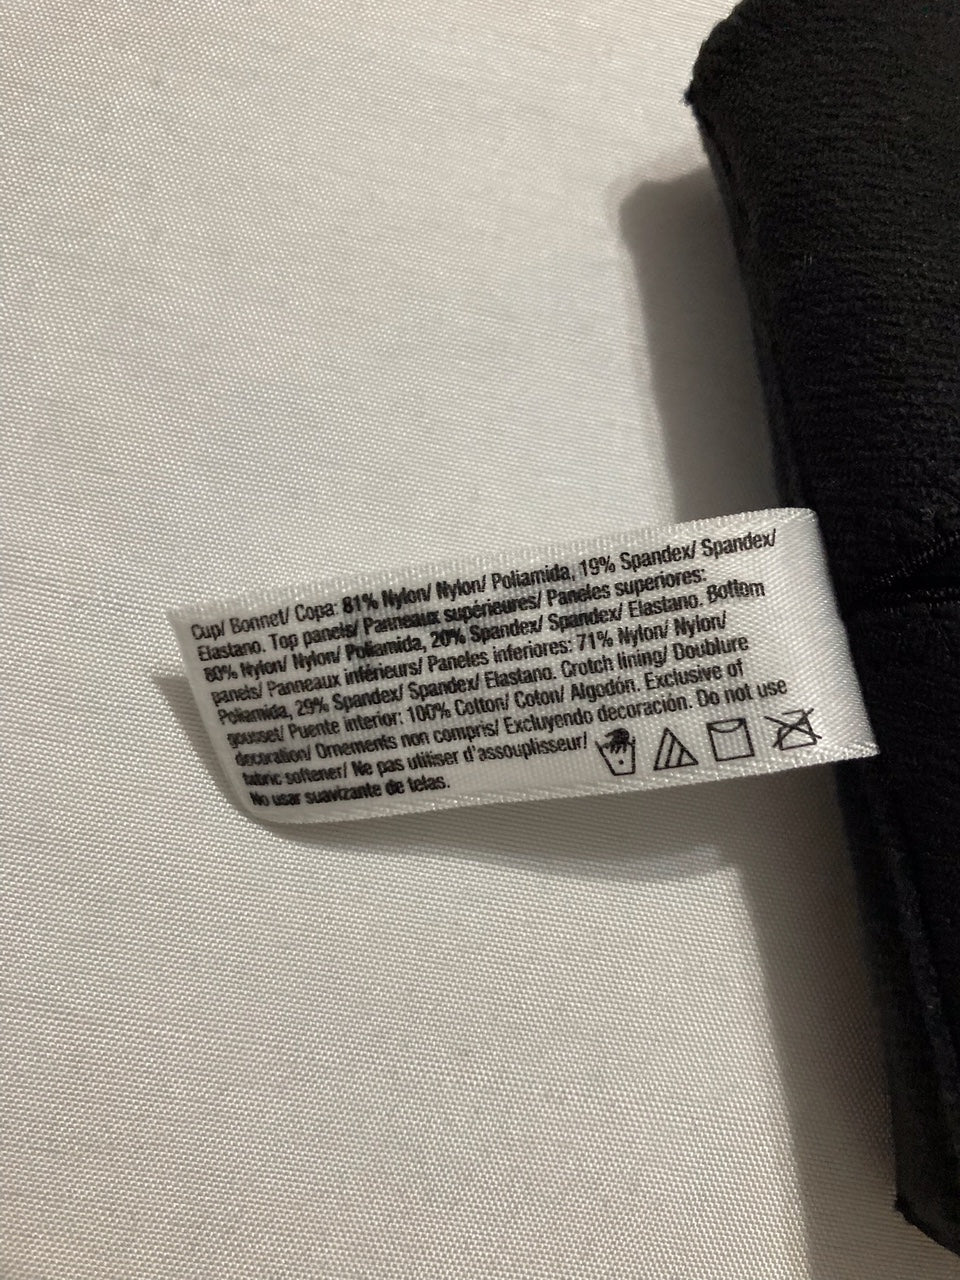 Cup/ Bonnet/ Copa: 81% Nylon/ Nylon/ Poliamida, 19% Spandex/ Spandex/
Elastano. Top panels/ Panneaux supérieures/ Paneles superiores:
80% Nylon/ Nylon/ Poliamida, 20% Spandex/ Spandex/ Elastano. Bottom
panels/ Panneaux inférieurs/ Paneles inferiores: 71% Nylon/ Nylon/
Poliamida, 29% Spandex/ Spandex/ Elastano. Crotch lining/ Doublure
gousset/ Puente interior: 100% Cotton/ Coton/ Algodón. Exclusive of
decoration/ Ornements non compris/ Excluyendo decoración. Do not use
fabric softener/ Ne pas utiliser d'assouplisseur/
No usar suavizante de telas.